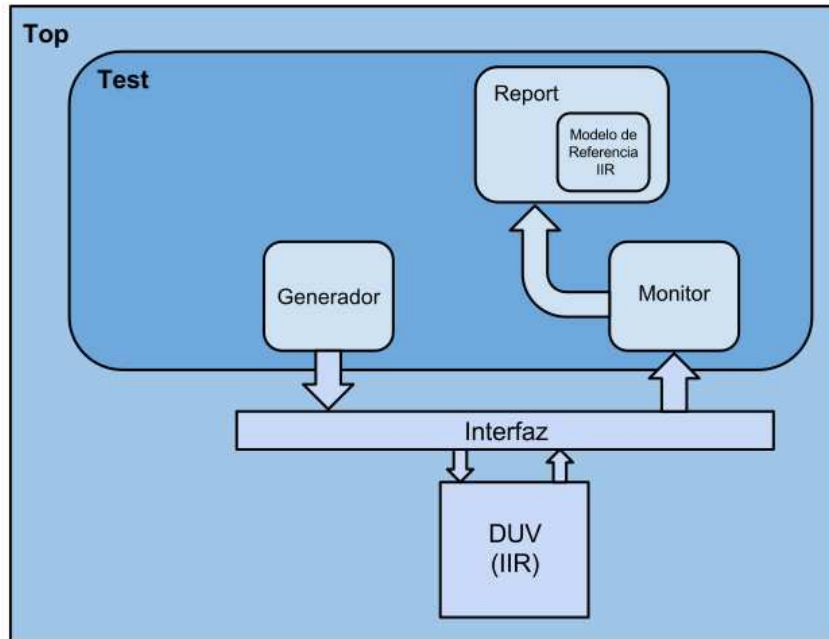 Top
Test
Report
Modelo de
Referencia
IIR
Generador
Monitor
Interfaz
DUV
(IIR)